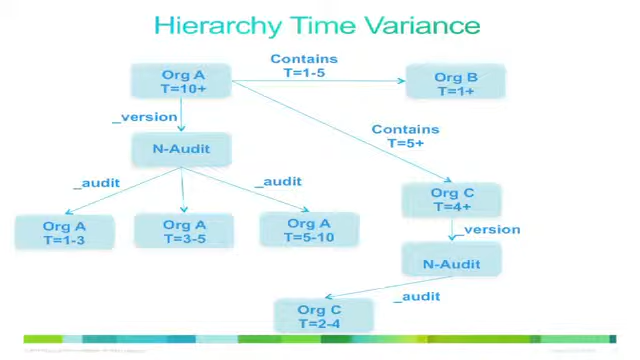 Hierarchy Time Variance
Contains
T=1-5
Org A
T=10+
Org B
T=1+
_version
Contains
T=5+
N-Audit
_audit
_audit
Org C
T=4+
Org A
T=1-3
Org A
T=3-5
Org A
T=5-10
_version
N-Audit
_audit
Org C
T=2-4